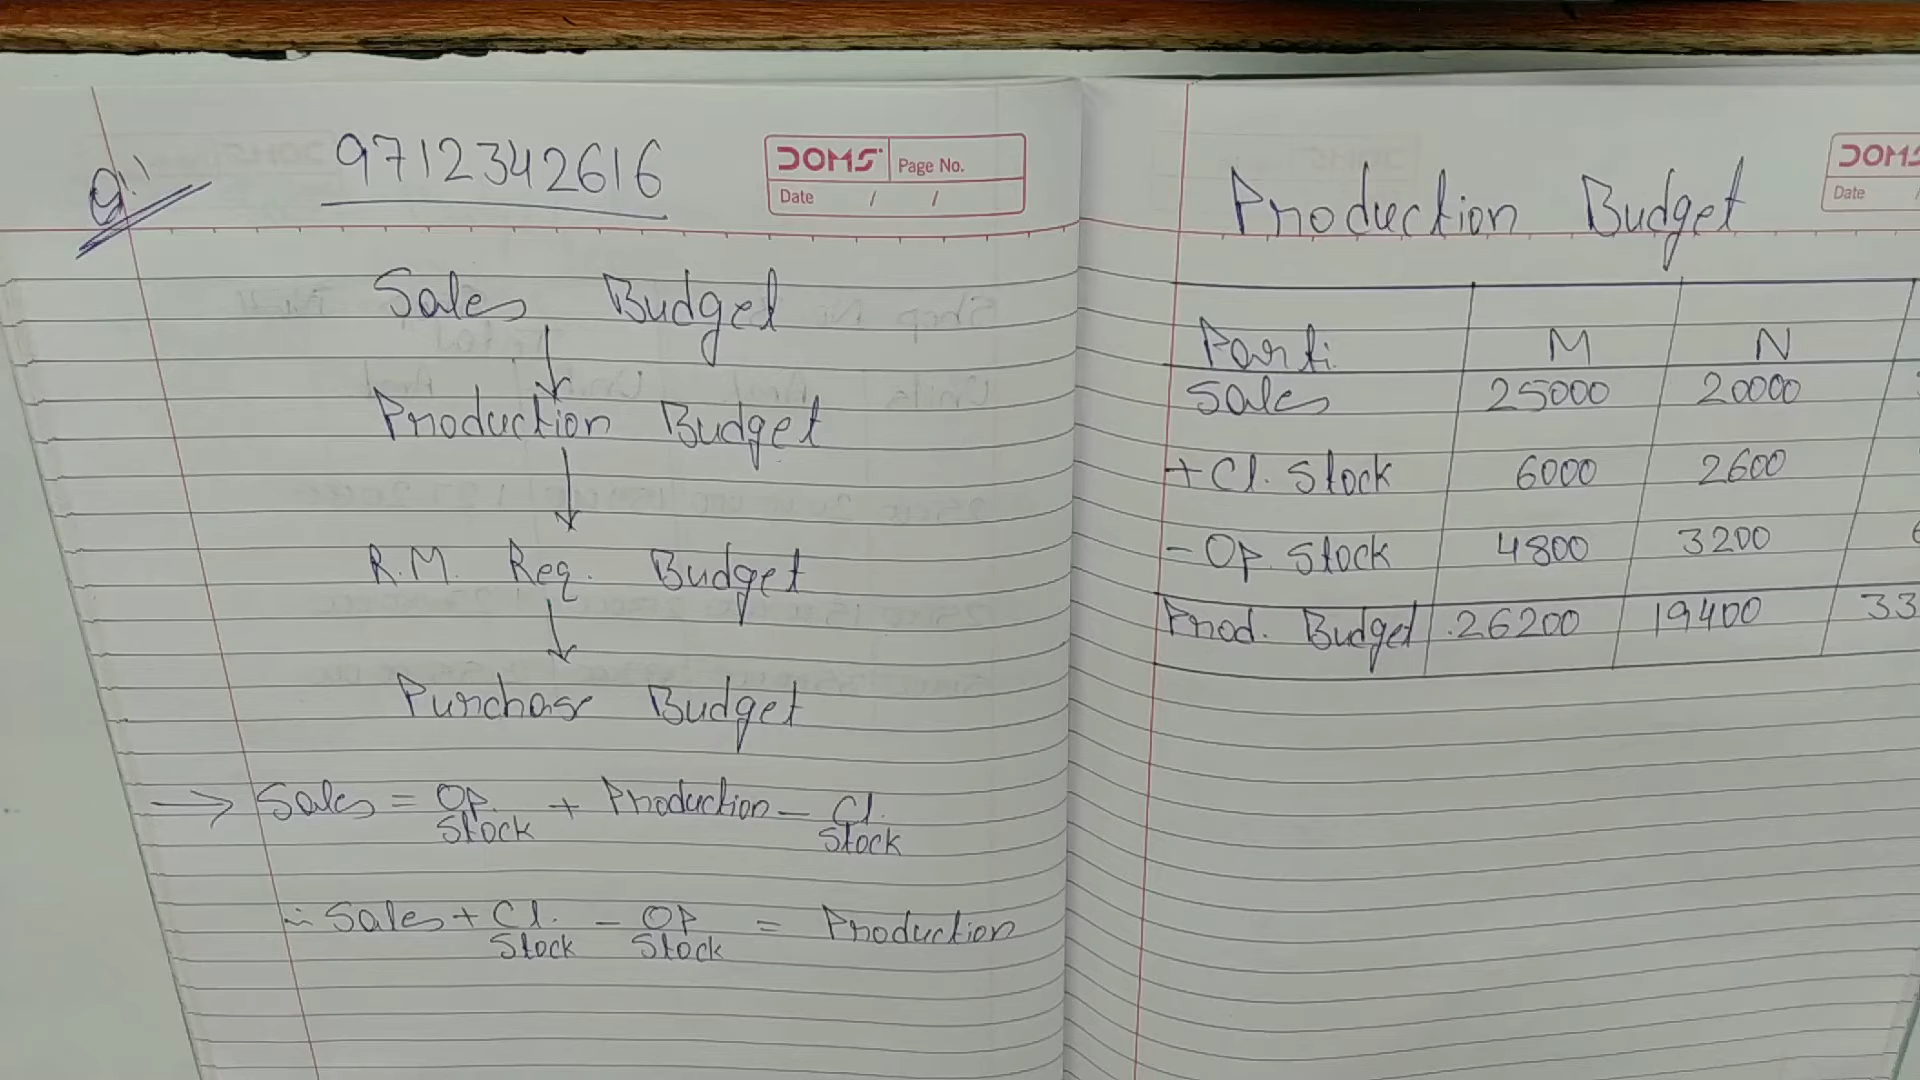 Q.1
9712342616
DOMS Page No.
Date / /
Sales Budget
Production Budget
R.M. Req. Budget
Purchase Budget
⇒ Sales = Op. Stock + Production – Cl. Stock
∴ Sales + Cl. Stock – Op Stock = Production
DOMS
Date /
Production Budget
Parti. M N
Sales 25000 20000
+ Cl. Stock 6000 2600
- Op. Stock 4800 3200
Prod. Budget 26200 19400 33